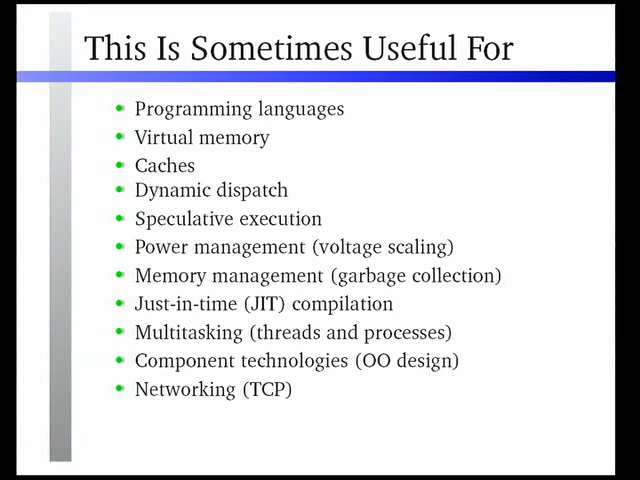 This Is Sometimes Useful For
Programming languages
Virtual memory
Caches
Dynamic dispatch
Speculative execution
Power management (voltage scaling)
Memory management (garbage collection)
Just-in-time (JIT) compilation
Multitasking (threads and processes)
Component technologies (OO design)
Networking (TCP)